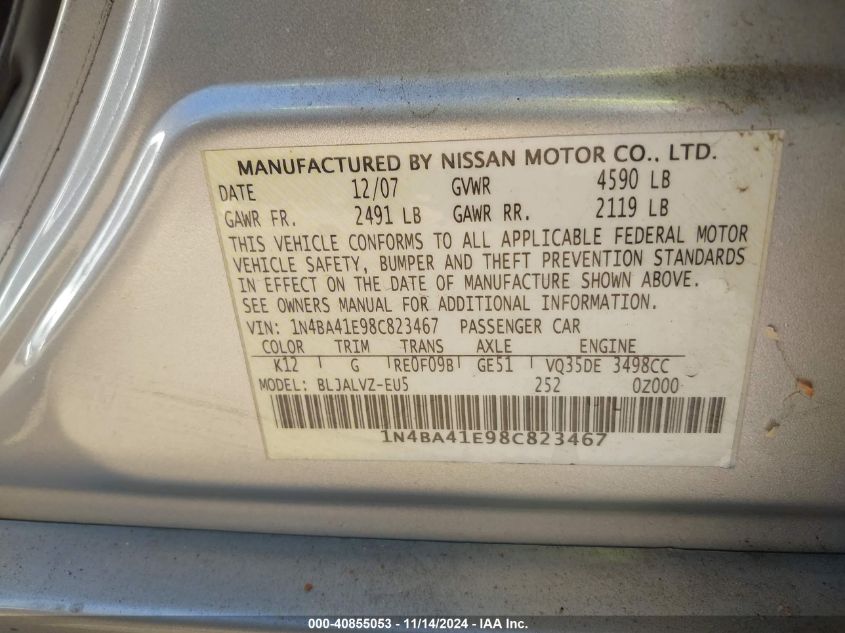 MANUFACTURED BY NISSAN MOTOR CO., LTD.
DATE 12/07 GVWR 4590 LB
GAWR FR. 2491 LB GAWR RR. 2119 LB
THIS VEHICLE CONFORMS TO ALL APPLICABLE FEDERAL MOTOR
VEHICLE SAFETY, BUMPER AND THEFT PREVENTION STANDARDS
IN EFFECT ON THE DATE OF MANUFACTURE SHOWN ABOVE.
SEE OWNERS MANUAL FOR ADDITIONAL INFORMATION.
VIN: 1N4BA41E98C823467 PASSENGER CAR
COLOR TRIM TRANS AXLE ENGINE
K12 G RE0F09B GE51 VQ35DE 3498CC
MODEL: BLJALVZ-EU5 252 0Z000
1N4BA41E98C823467
000-40855053 - 11/14/2024 - IAA Inc.